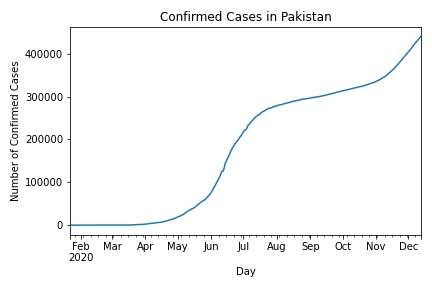 Confirmed Cases in Pakistan
Number of Confirmed Cases
400000
300000
200000
100000
0
Feb Mar Apr May Jun Jul Aug Sep Oct Nov Dec
2020
Day